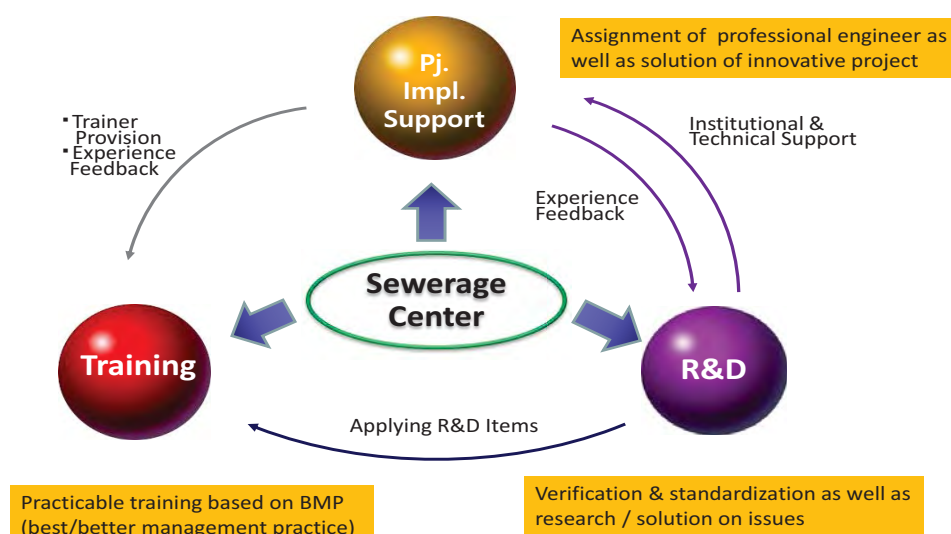 Pj.
Impl.
Support
Assignment of professional engineer as
well as solution of innovative project
▪Trainer
Provision
▪Experience
Feedback
Institutional &
Technical Support
Experience
Feedback
Sewerage
Center
Training
R&D
Applying R&D Items
Practicable training based on BMP
(best/better management practice)
Verification & standardization as well as
research / solution on issues